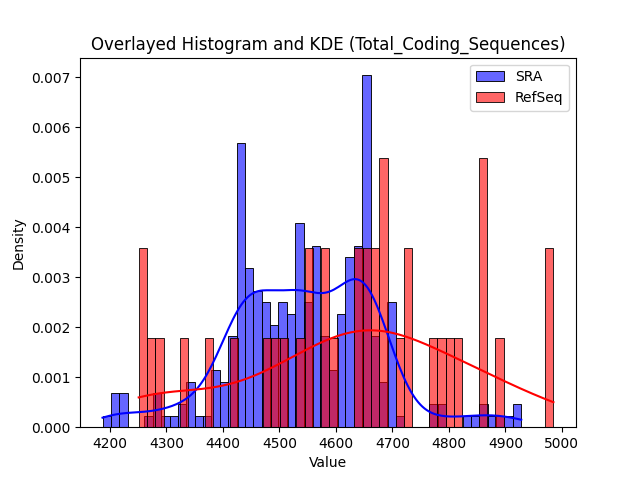 Overlayed Histogram and KDE (Total_Coding_Sequences)
SRA
RefSeq
0.007
0.006
0.005
0.004
0.003
0.002
0.001
0.000
Density
4200 4300 4400 4500 4600 4700 4800 4900 5000
Value